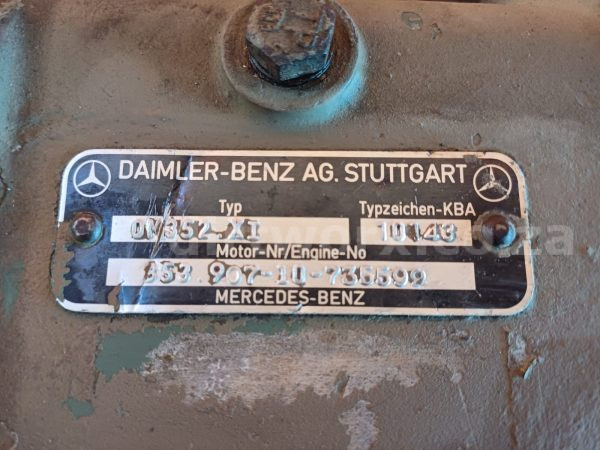 DAIMLER-BENZ AG. STUTTGART
Typ Typzeichen-KBA
OM352.XI 10143
Motor-Nr/Engine-No
353.907-10-735599
MERCEDES-BENZ